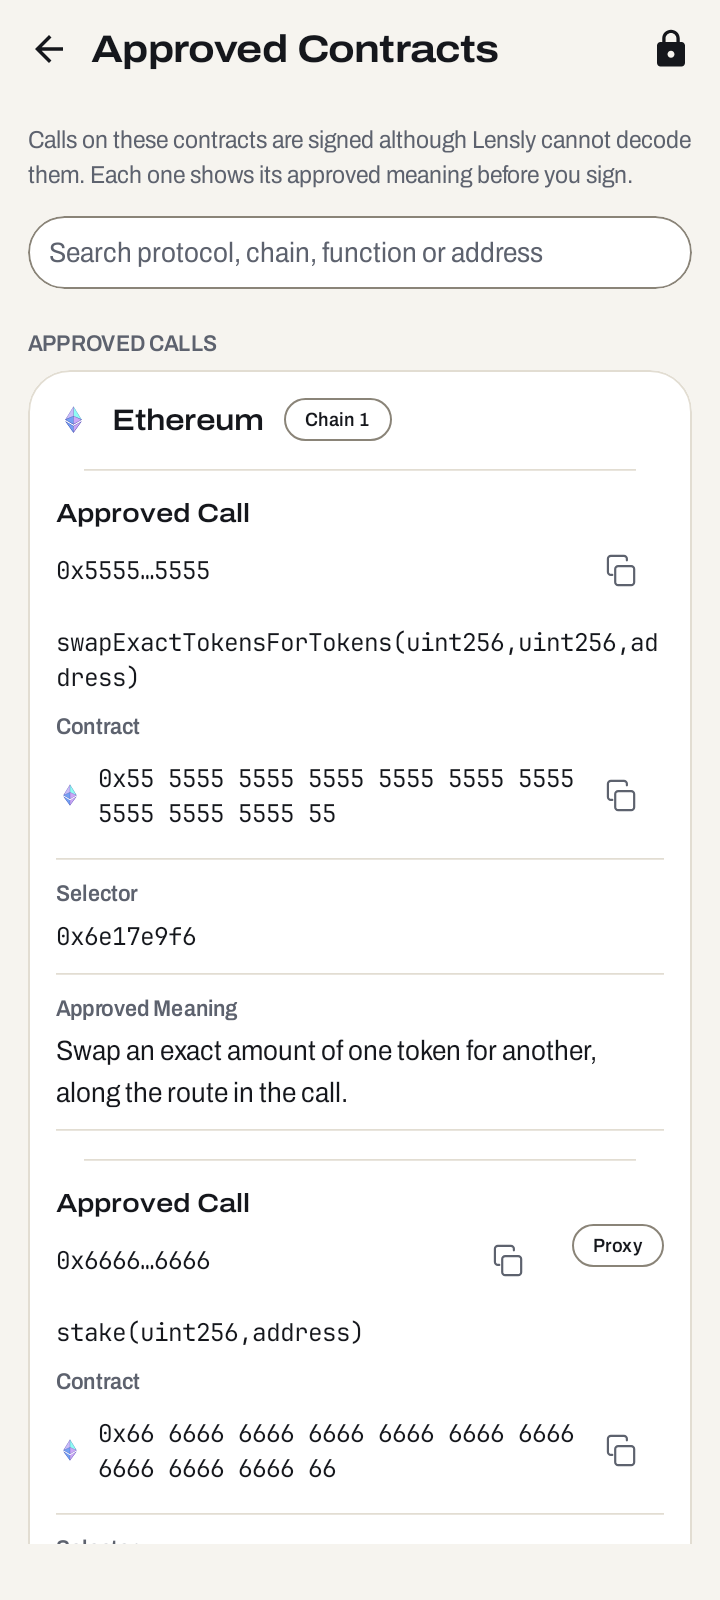 Approved Contracts
Calls on these contracts are signed although Lensly cannot decode
them. Each one shows its approved meaning before you sign.
Search protocol, chain, function or address
APPROVED CALLS
Ethereum
Chain 1
Approved Call
0x5555…5555
swapExactTokensForTokens(uint256,uint256,ad
dress)
Contract
0x55 5555 5555 5555 5555 5555 5555
5555 5555 5555 55
Selector
0x6e17e9f6
Approved Meaning
Swap an exact amount of one token for another,
along the route in the call.
Approved Call
0x6666…6666
Proxy
stake(uint256,address)
Contract
0x66 6666 6666 6666 6666 6666 6666
6666 6666 6666 66